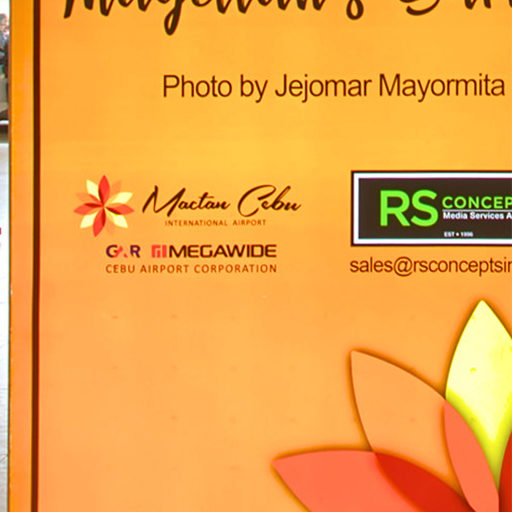 Magellan's
Photo by Jejomar Mayormita
Mactan Cebu
INTERNATIONAL AIRPORT
GMR MEGAWIDE
CEBU AIRPORT CORPORATION
RS CONCEP
Media Services A
EST • 1996
sales@rsconceptsin